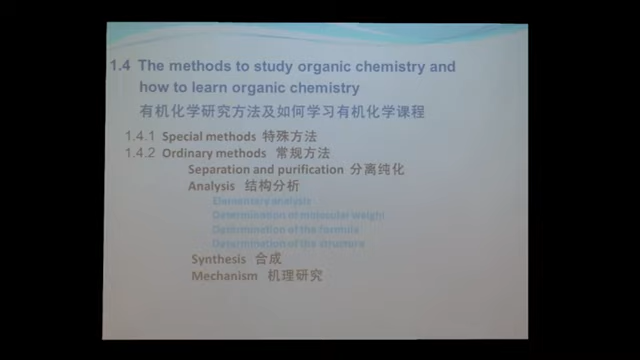 1.4 The methods to study organic chemistry and
how to learn organic chemistry
有机化学研究方法及如何学习有机化学课程
1.4.1 Special methods 特殊方法
1.4.2 Ordinary methods 常规方法
Separation and purification 分离纯化
Analysis 结构分析
Elementary analysis
Determination of molecular weight
Determination of the formula
Determination of the structure
Synthesis 合成
Mechanism 机理研究